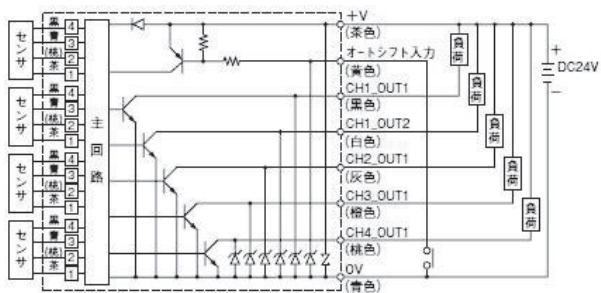 センサ
黒 4
青 3
(桃) 2
茶 1
センサ
黒 4
青 3
(桃) 2
茶 1
センサ
黒 4
青 3
(桃) 2
茶 1
センサ
黒 4
青 3
(桃) 2
茶 1
主回路
+V
(茶色)
オートシフト入力
(黄色)
CH1_OUT1
(黒色)
CH1_OUT2
(白色)
CH2_OUT1
(灰色)
CH3_OUT1
(橙色)
CH4_OUT1
(桃色)
0V
(青色)
負荷
負荷
負荷
負荷
負荷
+
DC24V
−